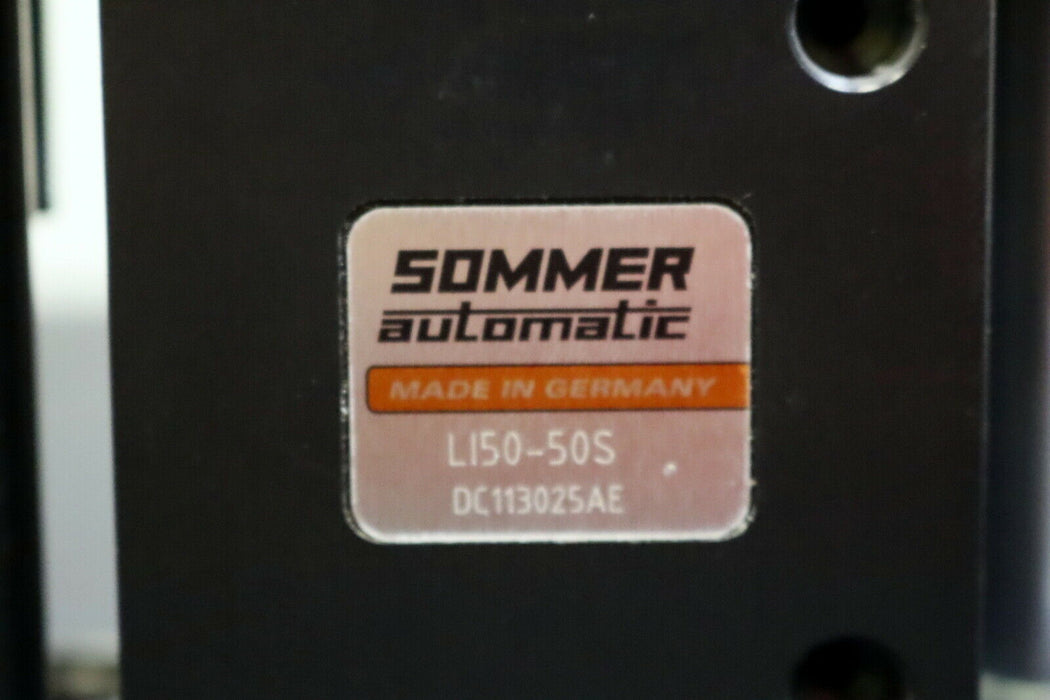 SOMMER
automatic
MADE IN GERMANY
LI50-50S
DC113025AE